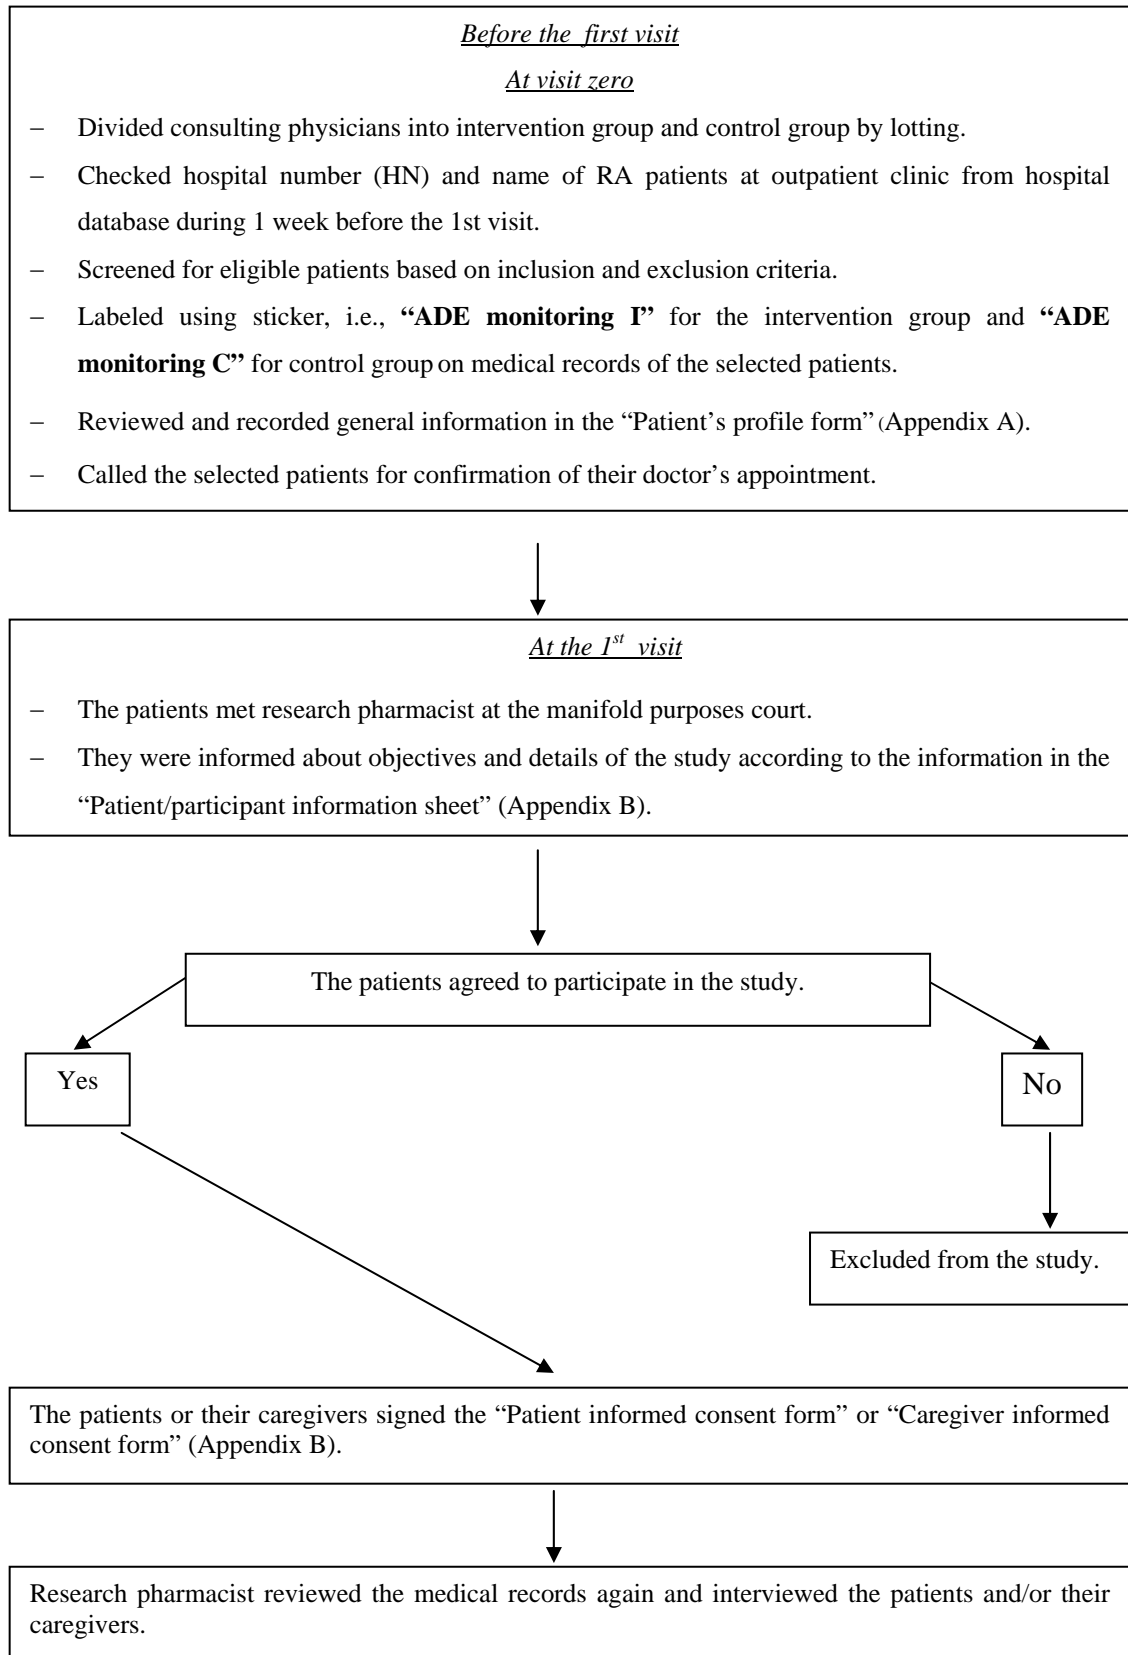 Before the first visit
At visit zero
– Divided consulting physicians into intervention group and control group by lotting.
– Checked hospital number (HN) and name of RA patients at outpatient clinic from hospital
database during 1 week before the 1st visit.
– Screened for eligible patients based on inclusion and exclusion criteria.
– Labeled using sticker, i.e., “ADE monitoring I” for the intervention group and “ADE
monitoring C” for control group on medical records of the selected patients.
– Reviewed and recorded general information in the “Patient’s profile form” (Appendix A).
– Called the selected patients for confirmation of their doctor’s appointment.
At the 1st visit
– The patients met research pharmacist at the manifold purposes court.
– They were informed about objectives and details of the study according to the information in the
“Patient/participant information sheet” (Appendix B).
The patients agreed to participate in the study.
Yes
No
Excluded from the study.
The patients or their caregivers signed the “Patient informed consent form” or “Caregiver informed
consent form” (Appendix B).
Research pharmacist reviewed the medical records again and interviewed the patients and/or their
caregivers.